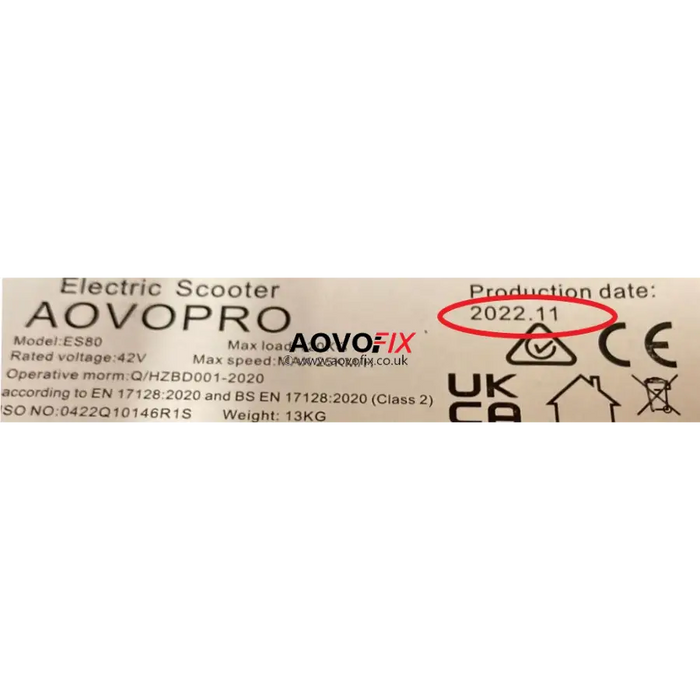 Electric Scooter
AOVOPRO
Model:ES80
Max load:
Rated voltage:42V
Max speed:
Operative morm:Q/HZBD001-2020
according to EN 17128:2020 and BS EN 17128:2020 (Class 2)
ISO NO:0422Q10146R1S Weight: 13KG
Production date:
2022.11
CE
UK
CA
AOVOFIX
www.aovofix.co.uk